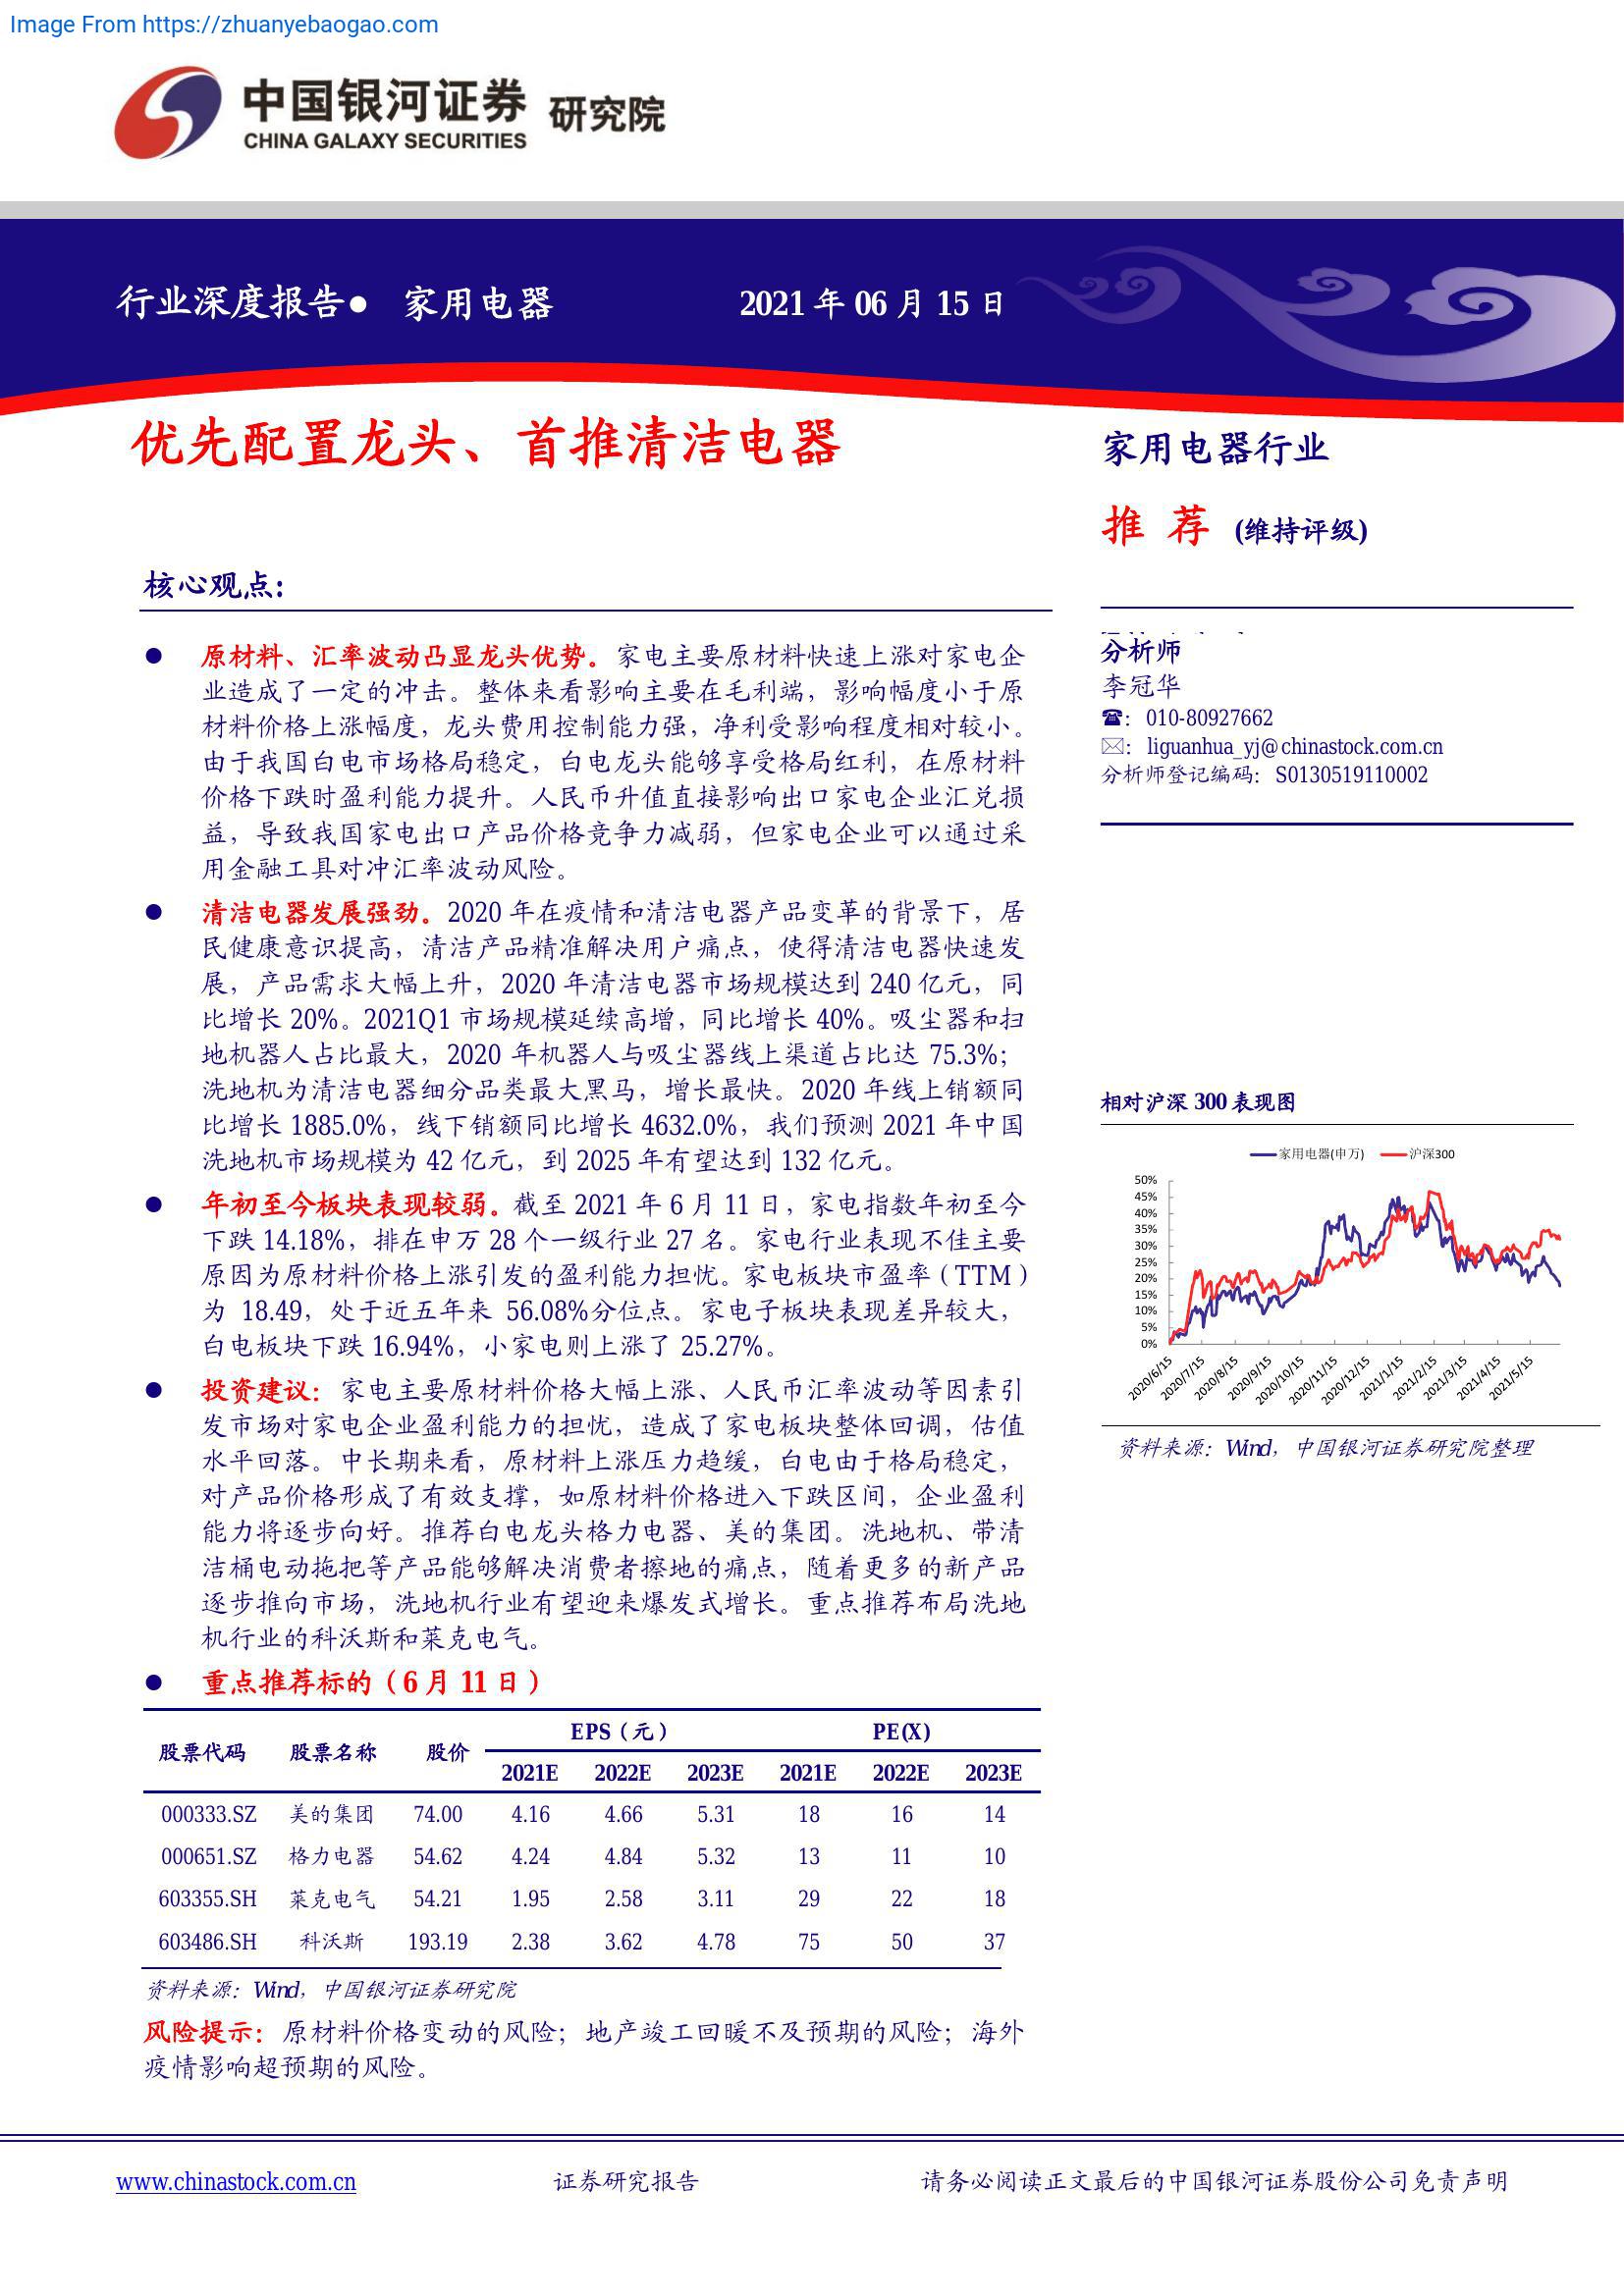 Image From https://zhuanyebaogao.com
中国银河证券 研究院
CHINA GALAXY SECURITIES
行业深度报告● 家用电器 2021 年 06 月 15 日
优先配置龙头、首推清洁电器
核心观点:
● 原材料、汇率波动凸显龙头优势。家电主要原材料快速上涨对家电企
业造成了一定的冲击。整体来看影响主要在毛利端，影响幅度小于原
材料价格上涨幅度，龙头费用控制能力强，净利受影响程度相对较小。
由于我国白电市场格局稳定，白电龙头能够享受格局红利，在原材料
价格下跌时盈利能力提升。人民币升值直接影响出口家电企业汇兑损
益，导致我国家电出口产品价格竞争力减弱，但家电企业可以通过采
用金融工具对冲汇率波动风险。
● 清洁电器发展强劲。2020 年在疫情和清洁电器产品变革的背景下，居
民健康意识提高，清洁产品精准解决用户痛点，使得清洁电器快速发
展，产品需求大幅上升，2020 年清洁电器市场规模达到 240 亿元，同
比增长 20%。2021Q1 市场规模延续高增，同比增长 40%。吸尘器和扫
地机器人占比最大，2020 年机器人与吸尘器线上渠道占比达 75.3%；
洗地机为清洁电器细分品类最大黑马，增长最快。2020 年线上销额同
比增长 1885.0%，线下销额同比增长 4632.0%，我们预测 2021 年中国
洗地机市场规模为 42 亿元，到 2025 年有望达到 132 亿元。
● 年初至今板块表现较弱。截至 2021 年 6 月 11 日，家电指数年初至今
下跌 14.18%，排在申万 28 个一级行业 27 名。家电行业表现不佳主要
原因为原材料价格上涨引发的盈利能力担忧。家电板块市盈率（TTM）
为 18.49，处于近五年来 56.08%分位点。家电子板块表现差异较大，
白电板块下跌 16.94%，小家电则上涨了 25.27%。
● 投资建议：家电主要原材料价格大幅上涨、人民币汇率波动等因素引
发市场对家电企业盈利能力的担忧，造成了家电板块整体回调，估值
水平回落。中长期来看，原材料上涨压力趋缓，白电由于格局稳定，
对产品价格形成了有效支撑，如原材料价格进入下跌区间，企业盈利
能力将逐步向好。推荐白电龙头格力电器、美的集团。洗地机、带清
洁桶电动拖把等产品能够解决消费者擦地的痛点，随着更多的新产品
逐步推向市场，洗地机行业有望迎来爆发式增长。重点推荐布局洗地
机行业的科沃斯和莱克电气。
● 重点推荐标的（6 月 11 日）
股票代码 股票名称 股价 EPS（元） PE(X)
2021E 2022E 2023E 2021E 2022E 2023E
000333.SZ 美的集团 74.00 4.16 4.66 5.31 18 16 14
000651.SZ 格力电器 54.62 4.24 4.84 5.32 13 11 10
603355.SH 莱克电气 54.21 1.95 2.58 3.11 29 22 18
603486.SH 科沃斯 193.19 2.38 3.62 4.78 75 50 37
资料来源：Wind，中国银河证券研究院
风险提示：原材料价格变动的风险；地产竣工回暖不及预期的风险；海外
疫情影响超预期的风险。
家用电器行业
推 荐 (维持评级)
分析师
李冠华
☎：010-80927662
✉：liguanhua_yj@chinastock.com.cn
分析师登记编码：S0130519110002
相对沪深 300 表现图
家用电器(申万) 沪深300
50%
45%
40%
35%
30%
25%
20%
15%
10%
5%
0%
2020/6/15 2020/7/15 2020/8/15 2020/9/15 2020/10/15 2020/11/15 2020/12/15 2021/1/15 2021/2/15 2021/3/15 2021/4/15 2021/5/15
资料来源：Wind，中国银河证券研究院整理
www.chinastock.com.cn 证券研究报告 请务必阅读正文最后的中国银河证券股份公司免责声明